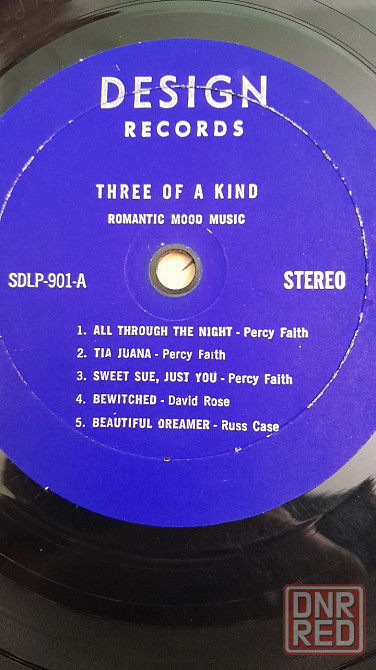 DESIGN
RECORDS
THREE OF A KIND
ROMANTIC MOOD MUSIC
SDLP-901-A STEREO
1. ALL THROUGH THE NIGHT - Percy Faith
2. TIA JUANA - Percy Faith
3. SWEET SUE, JUST YOU - Percy Faith
4. BEWITCHED - David Rose
5. BEAUTIFUL DREAMER - Russ Case
DNR
RED